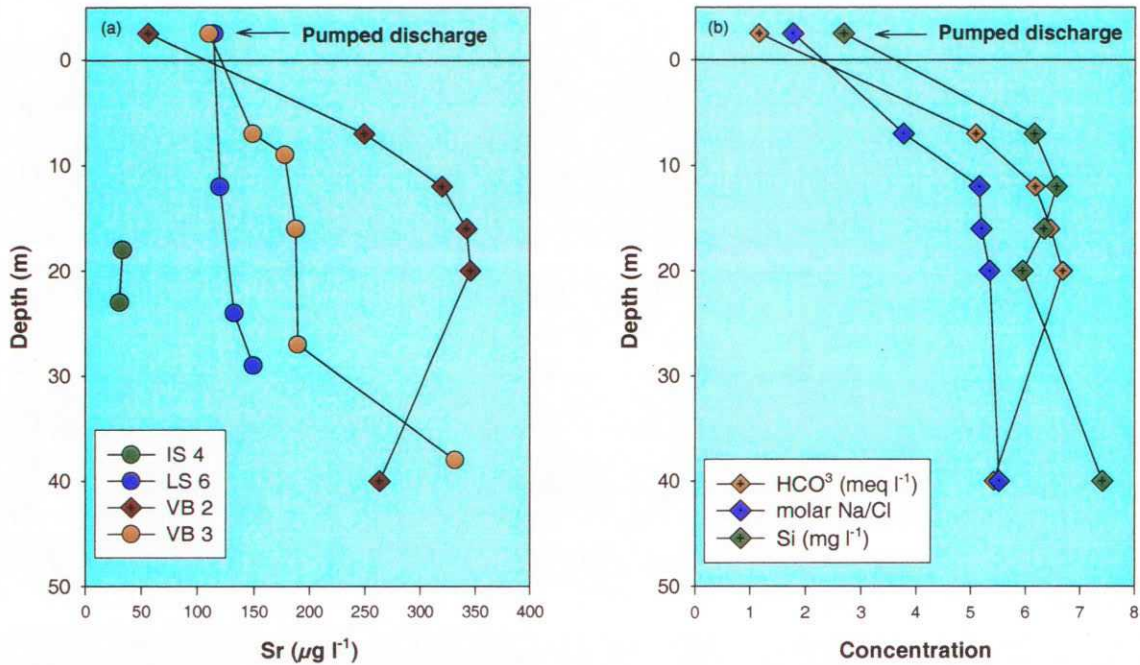 (a)
Pumped discharge
0
10
20
30
40
50
Depth (m)
IS 4
LS 6
VB 2
VB 3
0 50 100 150 200 250 300 350 400
Sr (µg l⁻¹)
(b)
Pumped discharge
0
10
20
30
40
50
Depth (m)
HCO³ (meq l⁻¹)
molar Na/Cl
Si (mg l⁻¹)
0 1 2 3 4 5 6 7 8
Concentration